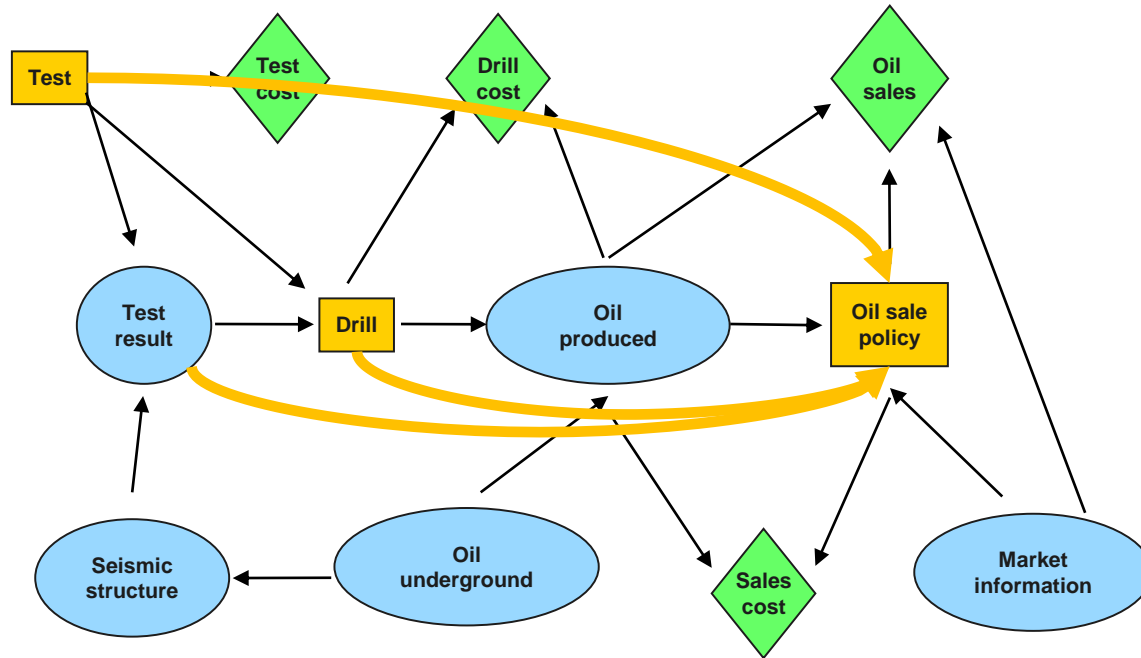 Test
Test
cost
Drill
cost
Oil
sales
Test
result
Drill
Oil
produced
Oil sale
policy
Seismic
structure
Oil
underground
Sales
cost
Market
information